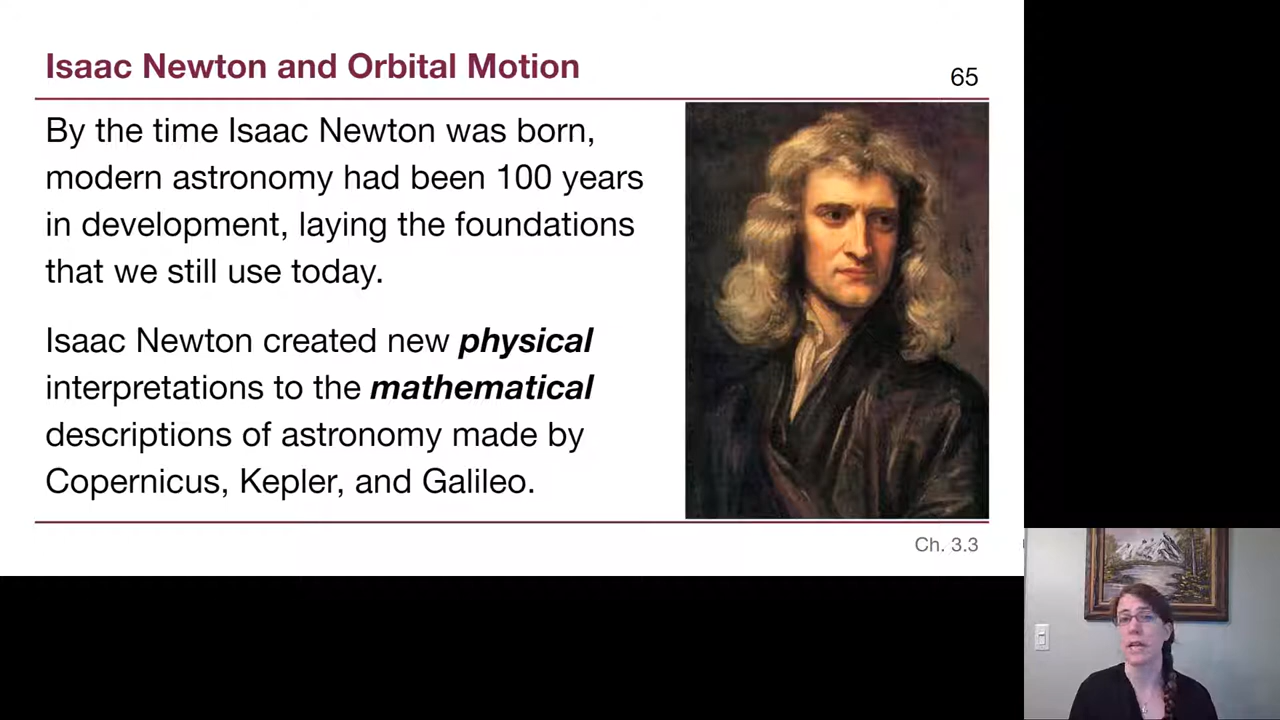 Isaac Newton and Orbital Motion
65
By the time Isaac Newton was born,
modern astronomy had been 100 years
in development, laying the foundations
that we still use today.
Isaac Newton created new physical
interpretations to the mathematical
descriptions of astronomy made by
Copernicus, Kepler, and Galileo.
Ch. 3.3